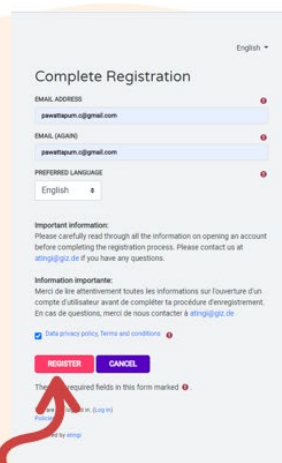 English
Complete Registration
EMAIL ADDRESS
pawattapum.c@gmail.com
EMAIL (AGAIN)
pawattapum.c@gmail.com
PREFERRED LANGUAGE
English
Important information:
Please carefully read through all the information on opening an account
before completing the registration process. Please contact us at
atingi@giz.de if you have any questions.
Information importante:
Merci de lire attentivement toutes les informations sur l'ouverture d'un
compte d'utilisateur avant de compléter ta procédure d'enregistrement.
En cas de questions, merci de nous contacter à atingi@giz.de
Data privacy policy, Terms and conditions
REGISTER CANCEL
required fields in this form marked .
in. (Log in)
Policies
by atingi